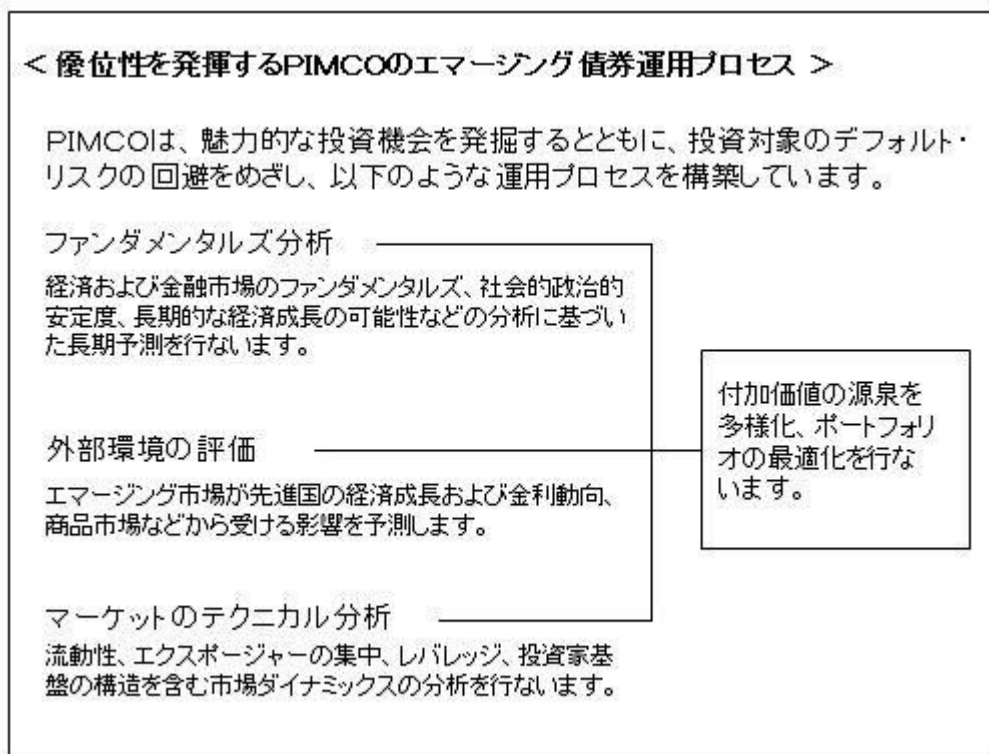 ＜優位性を発揮するPIMCOのエマージング債券運用プロセス＞
PIMCOは、魅力的な投資機会を発掘するとともに、投資対象のデフォルト・
リスクの回避をめざし、以下のような運用プロセスを構築しています。
ファンダメンタルズ分析
経済および金融市場のファンダメンタルズ、社会的政治的
安定度、長期的な経済成長の可能性などの分析に基づい
た長期予測を行ないます。
外部環境の評価
エマージング市場が先進国の経済成長および金利動向、
商品市場などから受ける影響を予測します。
マーケットのテクニカル分析
流動性、エクスポージャーの集中、レバレッジ、投資家基
盤の構造を含む市場ダイナミックスの分析を行ないます。
付加価値の源泉を
多様化、ポートフォリ
オの最適化を行な
います。